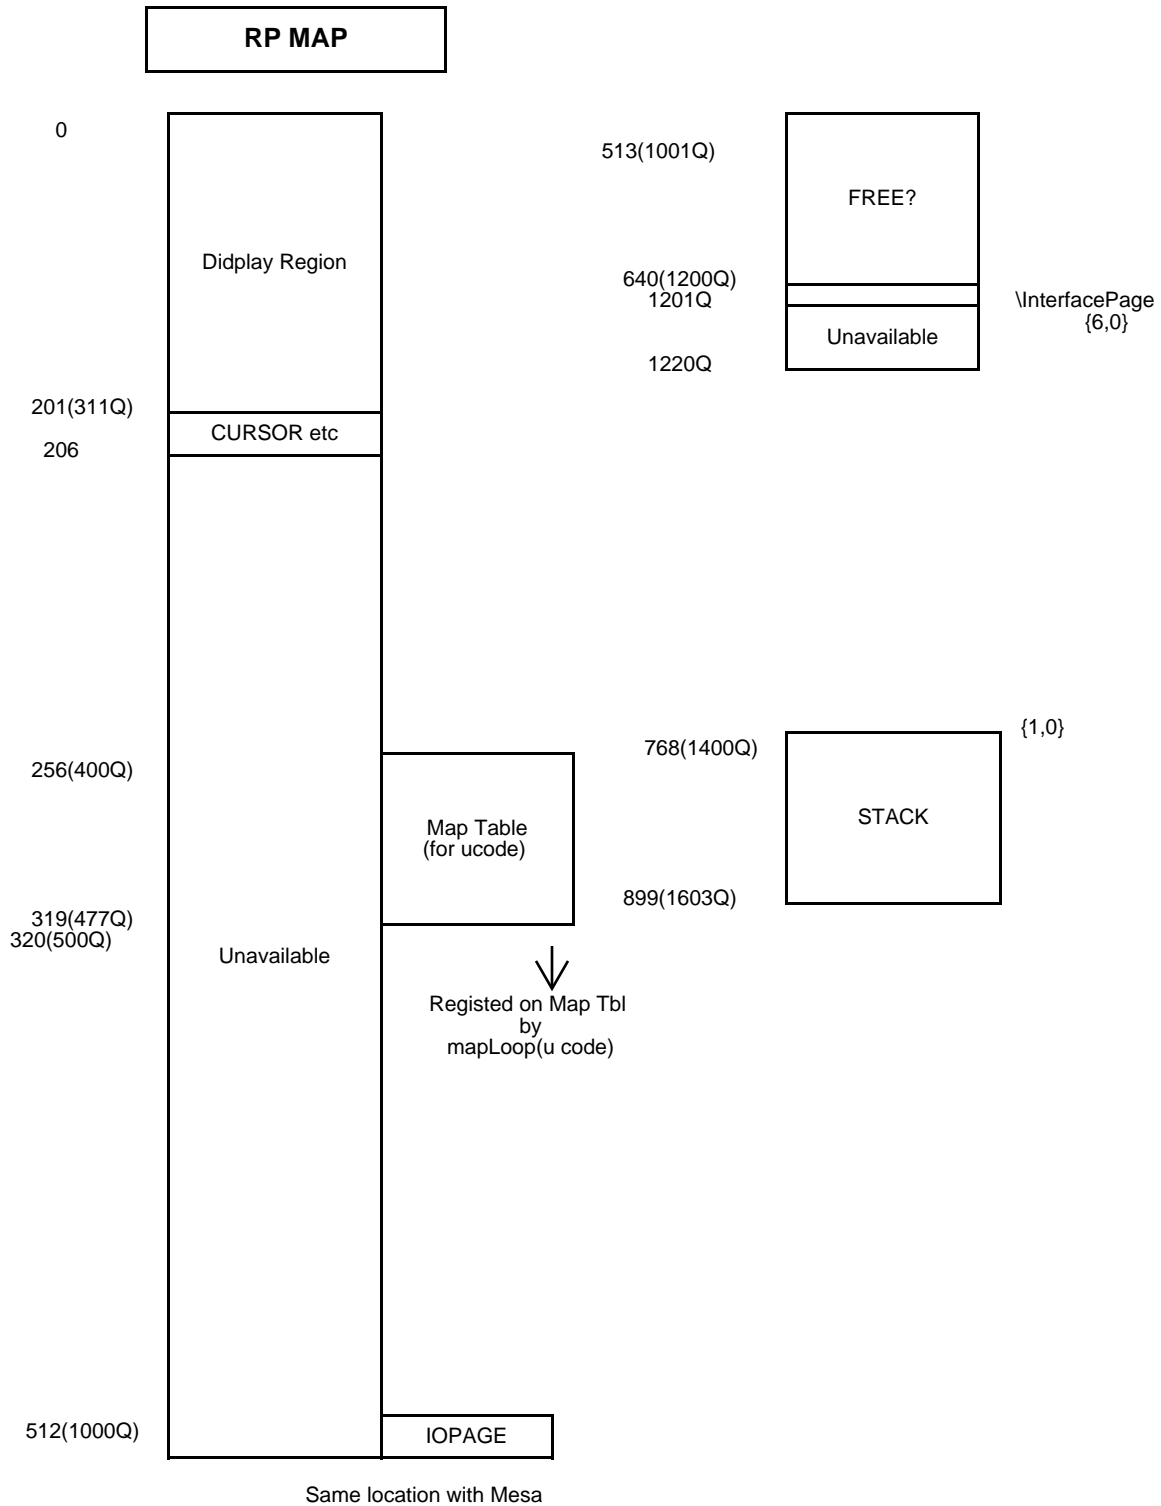 RP MAP
0
Didplay Region
201(311Q)
CURSOR etc
206
256(400Q)
Map Table
(for ucode)
319(477Q)
320(500Q)
Unavailable
Registed on Map Tbl
by
mapLoop(u code)
512(1000Q)
IOPAGE
Same location with Mesa
513(1001Q)
FREE?
640(1200Q)
1201Q
\InterfacePage
{6,0}
Unavailable
1220Q
{1,0}
768(1400Q)
STACK
899(1603Q)